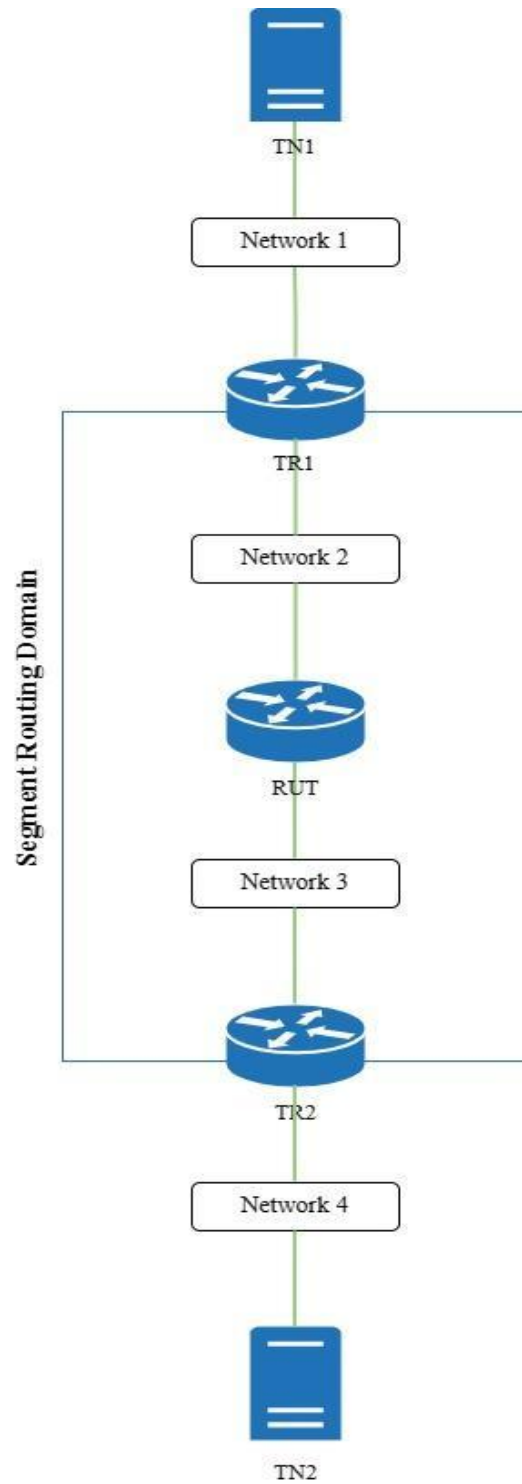 TN1
Network 1
TR1
Network 2
Segment Routing Domain
RUT
Network 3
TR2
Network 4
TN2